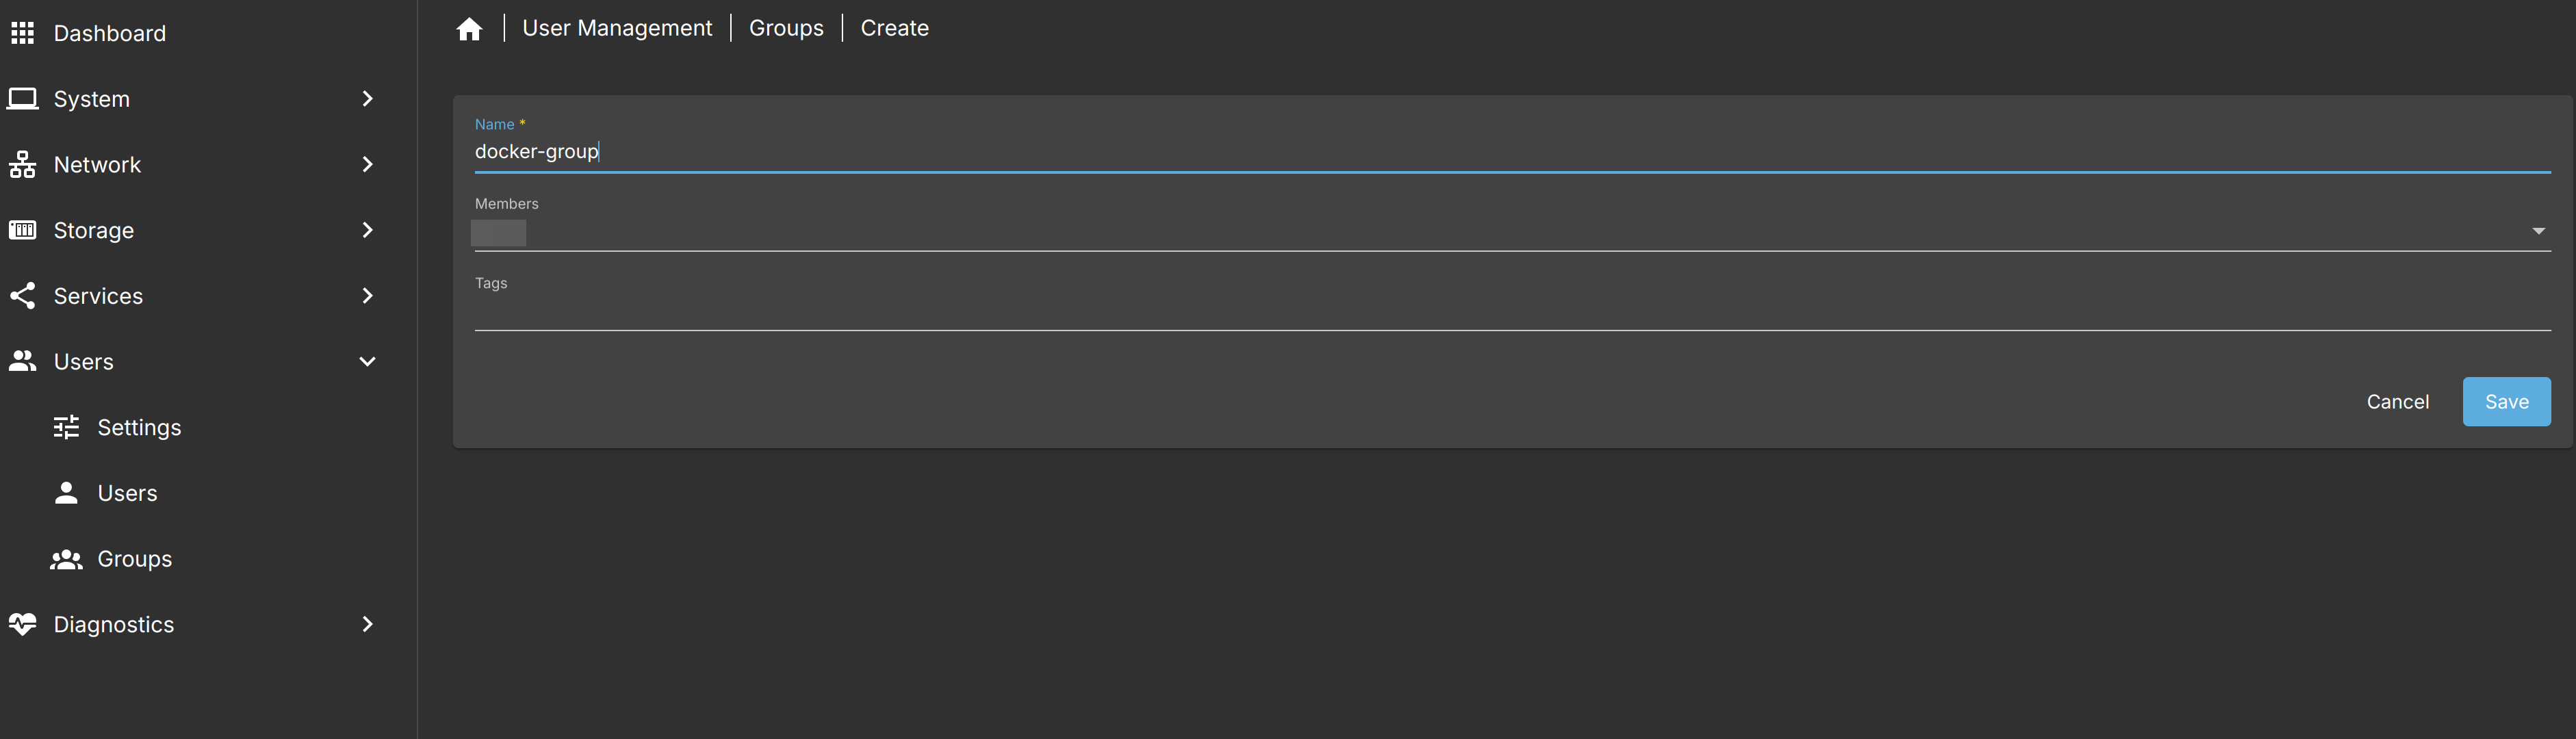 Dashboard
System
Network
Storage
Services
Users
Settings
Users
Groups
Diagnostics
User Management | Groups | Create
Name *
docker-group
Members
Tags
Cancel
Save